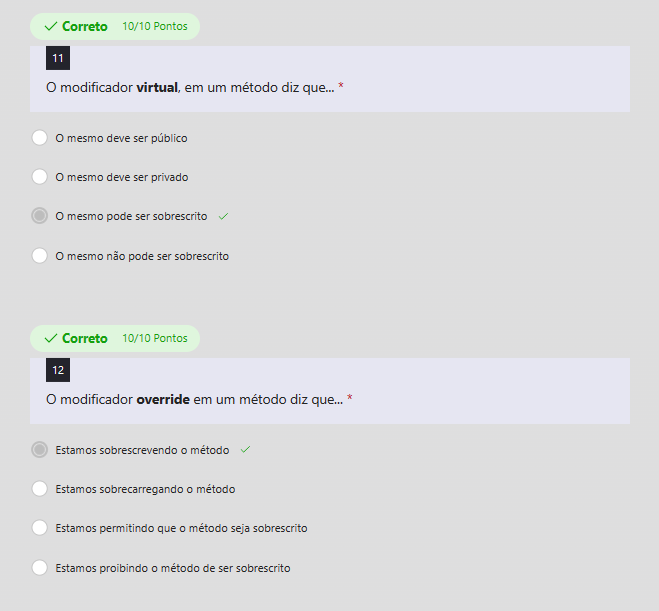 Correto 10/10 Pontos
11
O modificador virtual, em um método diz que... *
O mesmo deve ser público
O mesmo deve ser privado
O mesmo pode ser sobrescrito
O mesmo não pode ser sobrescrito
Correto 10/10 Pontos
12
O modificador override em um método diz que... *
Estamos sobrescrevendo o método
Estamos sobrecarregando o método
Estamos permitindo que o método seja sobrescrito
Estamos proibindo o método de ser sobrescrito